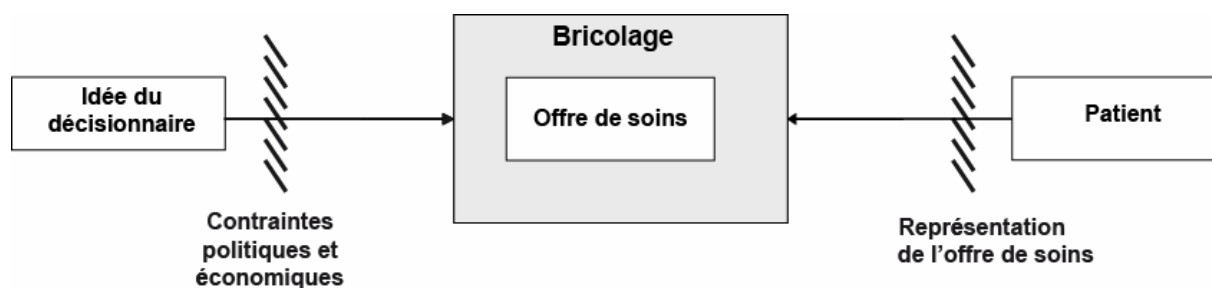 Bricolage
Idée du
décisionnaire
Offre de soins
Patient
Contraintes
politiques et
économiques
Représentation
de l'offre de soins